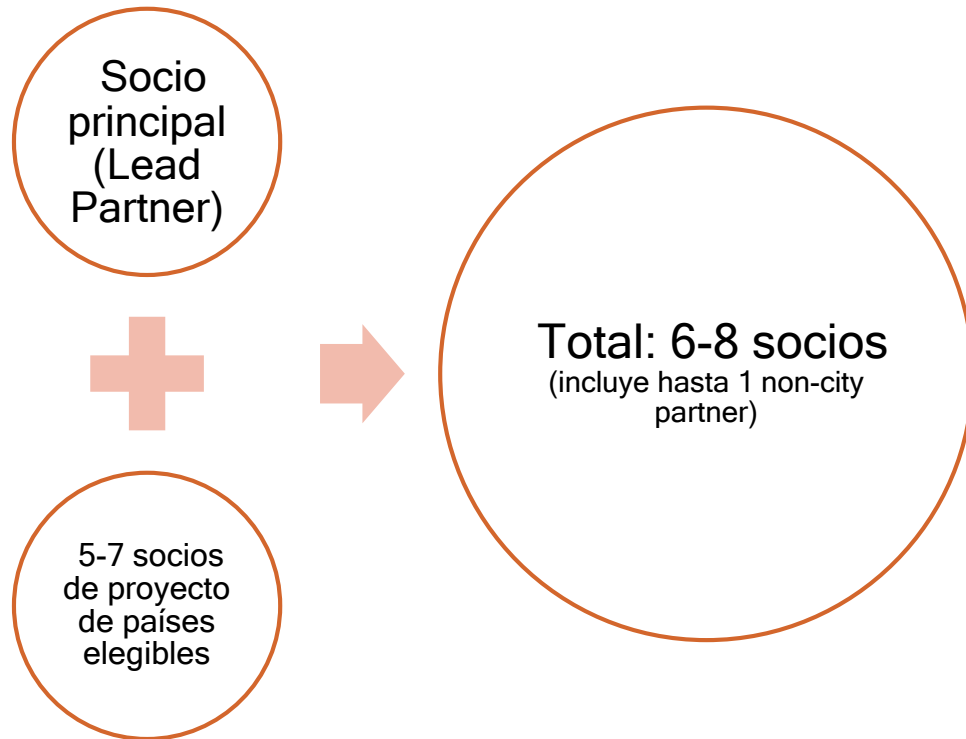 Socio
principal
(Lead
Partner)
5-7 socios
de proyecto
de países
elegibles
Total: 6-8 socios
(incluye hasta 1 non-city
partner)